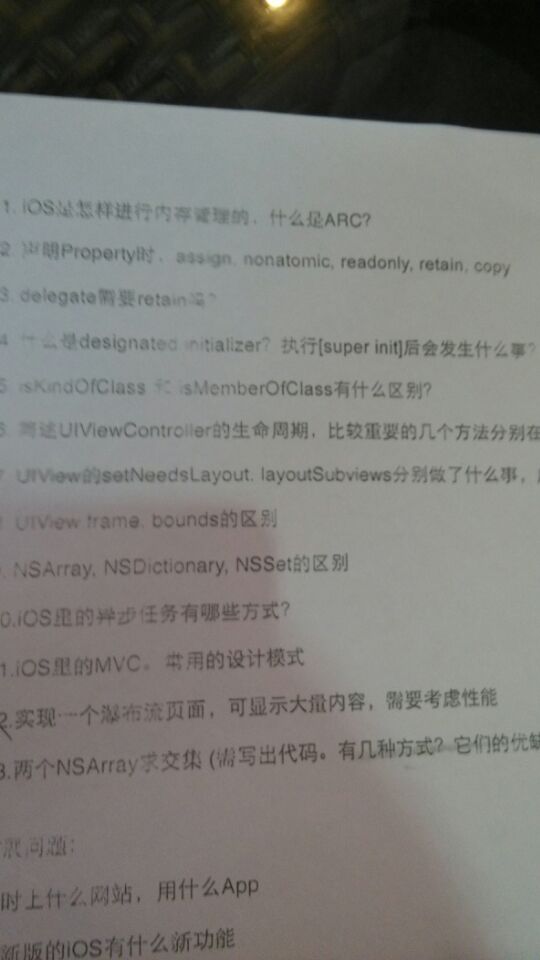 1. iOS是怎样进行内存管理的，什么是ARC?
2. 声明Property时，assign, nonatomic, readonly, retain, copy
3. delegate需要retain吗?
4 什么是designated initializer? 执行[super init]后会发生什么事?
5 isKindOfClass 和 isMemberOfClass有什么区别?
6. 简述UIViewController的生命周期，比较重要的几个方法分别在
7 UIView的setNeedsLayout, layoutSubviews分别做了什么事，
UIView frame, bounds的区别
. NSArray, NSDictionary, NSSet的区别
0.iOS里的异步任务有哪些方式?
1.iOS里的MVC。常用的设计模式
2.实现一个瀑布流页面，可显示大量内容，需要考虑性能
3.两个NSArray求交集 (需写出代码。有几种方式? 它们的优缺
问题:
时上什么网站，用什么App
新版的iOS有什么新功能